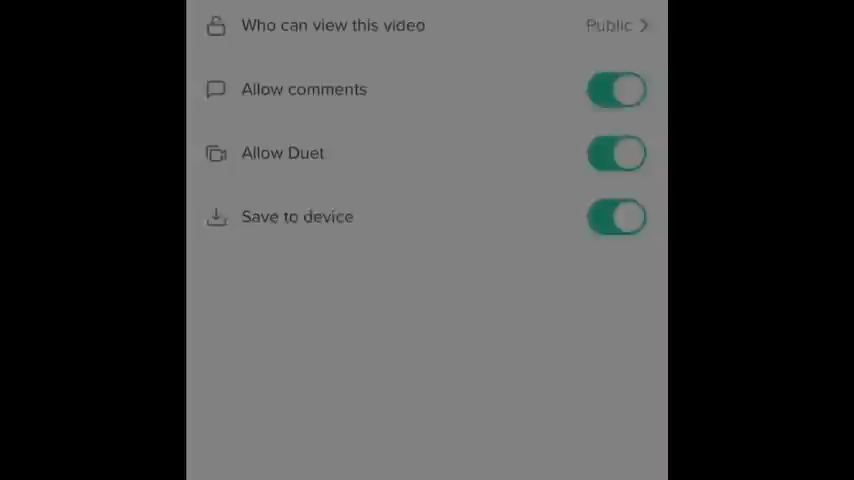 Who can view this video Public
Allow comments
Allow Duet
Save to device